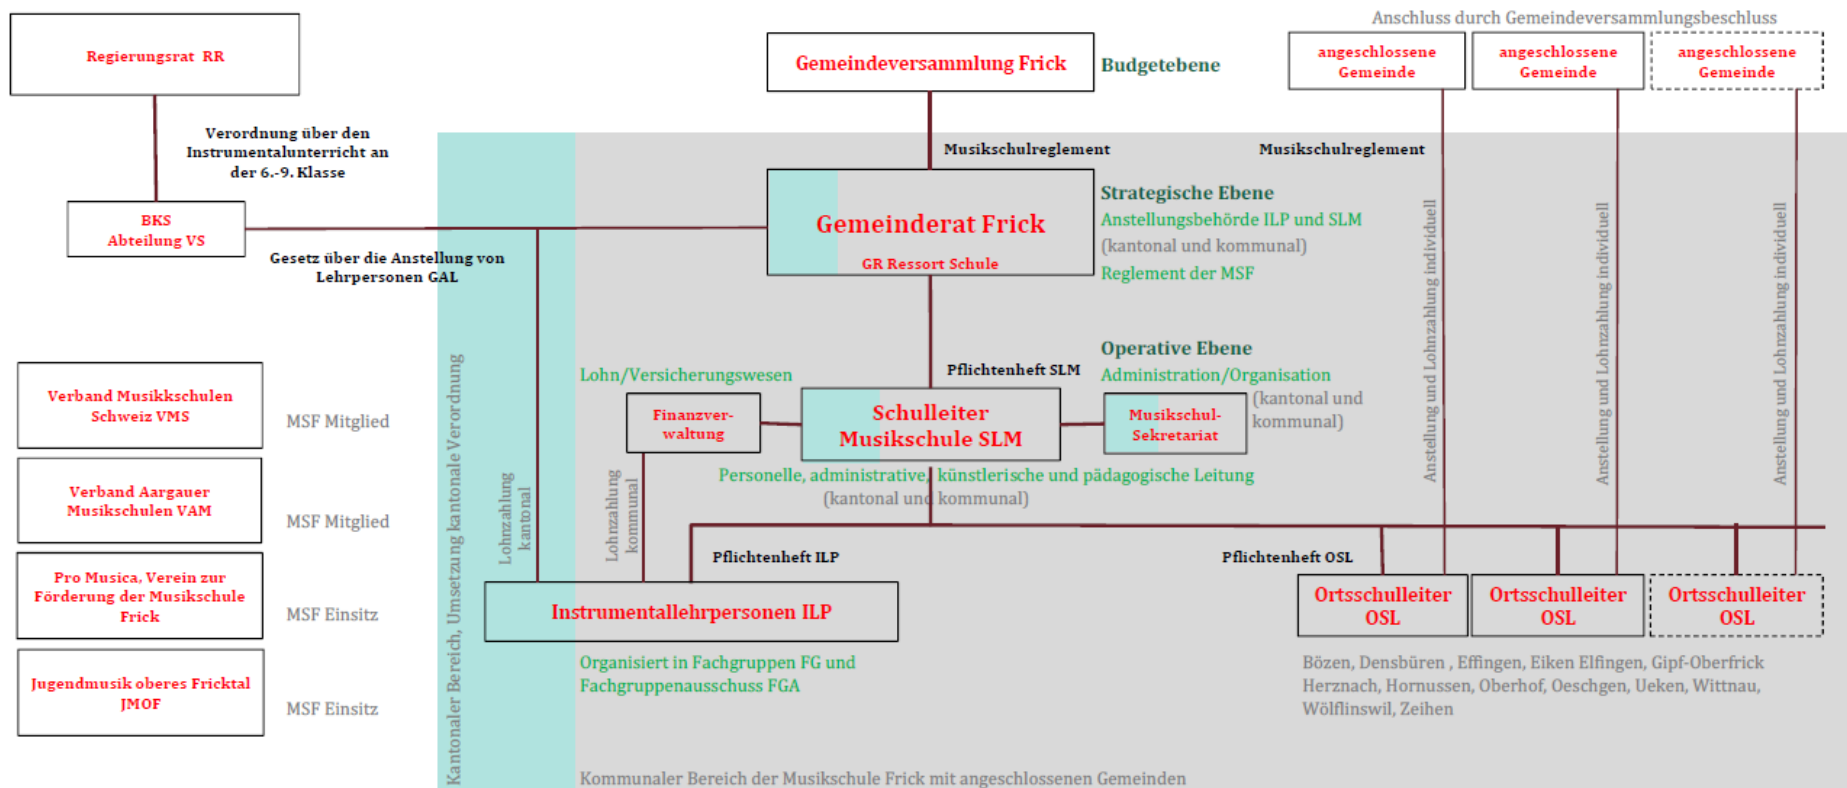 Anschluss durch Gemeindeversammlungsbeschluss
Regierungsrat RR
Gemeindeversammlung Frick
Budgetebene
angeschlossene
Gemeinde
angeschlossene
Gemeinde
angeschlossene
Gemeinde
Verordnung über den
Instrumentalunterricht an
der 6.-9. Klasse
Musikschulreglement
Musikschulreglement
BKS
Abteilung VS
Gesetz über die Anstellung von
Lehrpersonen GAL
Gemeinderat Frick
GR Ressort Schule
Strategische Ebene
Anstellungsbehörde ILP und SLM
(kantonal und kommunal)
Reglement der MSF
Anstellung und Lohnzahlung individuell
Anstellung und Lohnzahlung individuell
Anstellung und Lohnzahlung individuell
Verband Musikkschulen
Schweiz VMS
MSF Mitglied
Verband Aargauer
Musikschulen VAM
MSF Mitglied
Pro Musica, Verein zur
Förderung der Musikschule
Frick
MSF Einsitz
Jugendmusik oberes Fricktal
JMOF
MSF Einsitz
Kantonaler Bereich, Umsetzung kantonale Verordnung
Pflichtenheft SLM
Operative Ebene
Lohn/Versicherungswesen
Administration/Organisation
(kantonal und
kommunal)
Finanzver-
waltung
Schulleiter
Musikschule SLM
Musikschul-
Sekretariat
Personelle, administrative, künstlerische und pädagogische Leitung
(kantonal und kommunal)
Lohnzahlung
kantonal
Lohnzahlung
kommunal
Pflichtenheft ILP
Pflichtenheft OSL
Instrumentallehrpersonen ILP
Ortsschulleiter
OSL
Ortsschulleiter
OSL
Ortsschulleiter
OSL
Organisiert in Fachgruppen FG und
Fachgruppenausschuss FGA
Bözen, Densbüren , Effingen, Eiken Elfingen, Gipf-Oberfrick
Herznach, Hornussen, Oberhof, Oeschgen, Ueken, Wittnau,
Wölflinswil, Zeihen
Kommunaler Bereich der Musikschule Frick mit angeschlossenen Gemeinden